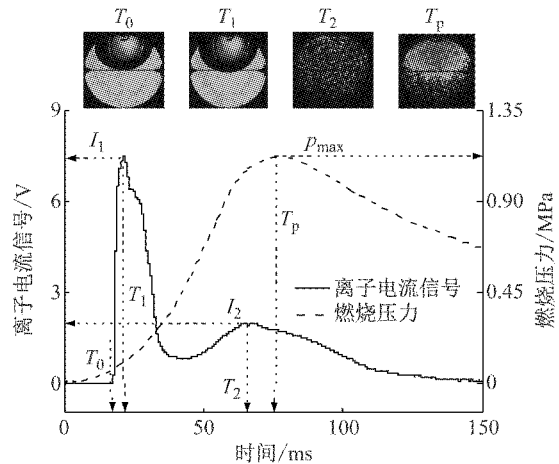 T0 T1 T2 Tp
9
6
3
0
离子电流信号/V
1.35
0.90
0.45
0
燃烧压力/MPa
I1
pmax
Tp
T1
I2
T0
T2
离子电流信号
燃烧压力
0 50 100 150
时间/ms